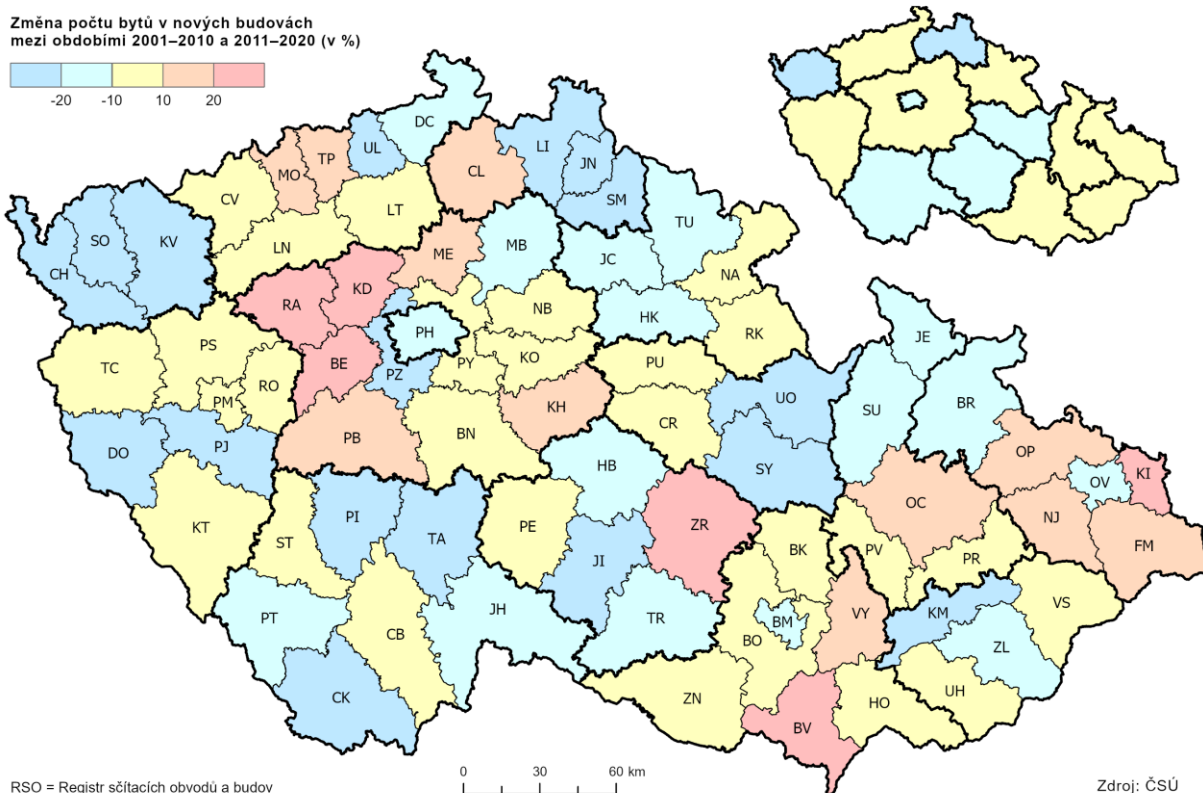 Změna počtu bytů v nových budovách
mezi obdobími 2001–2010 a 2011–2020 (v %)
-20 -10 10 20
DC
UL
LI
JN
TP
MO
CL
SM
CV
LT
TU
SO
KV
LN
ME
MB
JC
CH
NA
KD
RA
NB
HK
PH
RK
JE
PS
BE
KO
TC
PZ
PY
PU
RO
UO
PM
KH
SU
BR
CR
PB
BN
DO
PJ
HB
SY
OP
KI
OV
OC
PI
KT
ST
TA
PE
ZR
NJ
FM
JI
BK
PV
PR
PT
JH
CB
TR
BM
VY
KM
VS
BO
ZL
CK
ZN
HO
UH
BV
0 30 60 km
RSO = Registr sčítacích obvodů a budov
Zdroj: ČSÚ